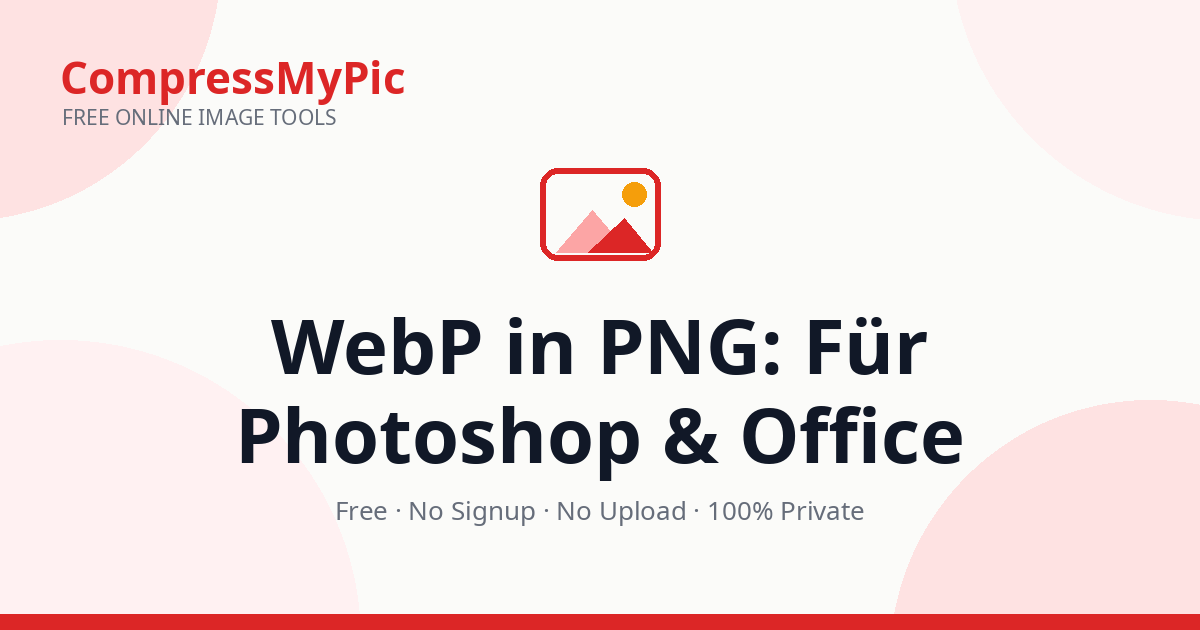 CompressMyPic
FREE ONLINE IMAGE TOOLS
WebP in PNG: Für
Photoshop & Office
Free · No Signup · No Upload · 100% Private